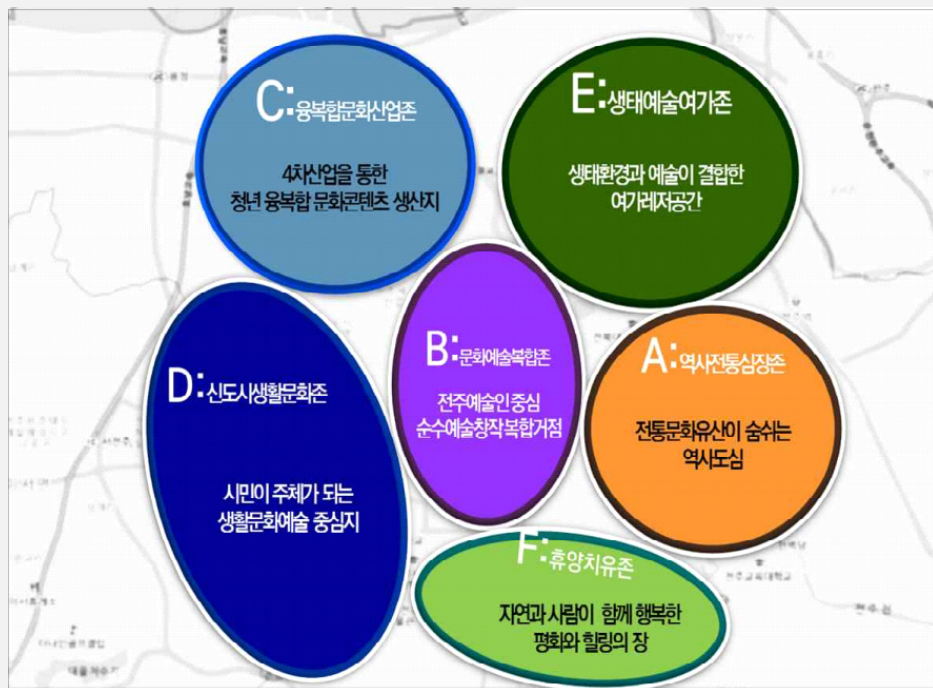 C:융복합문화산업존
4차산업을 통한
청년 융복합 문화콘텐츠 생산지
E:생태예술여가존
생태환경과 예술이 결합한
여가레저공간
B:문화예술복합존
전주예술인 중심
순수예술창작 복합거점
A:역사전통심장존
전통문화유산이 숨쉬는
역사도심
D:신도시생활문화존
시민이 주체가 되는
생활문화예술 중심지
F:휴양치유존
자연과 사람이 함께 행복한
평화와 힐링의 장
전주교육대학교